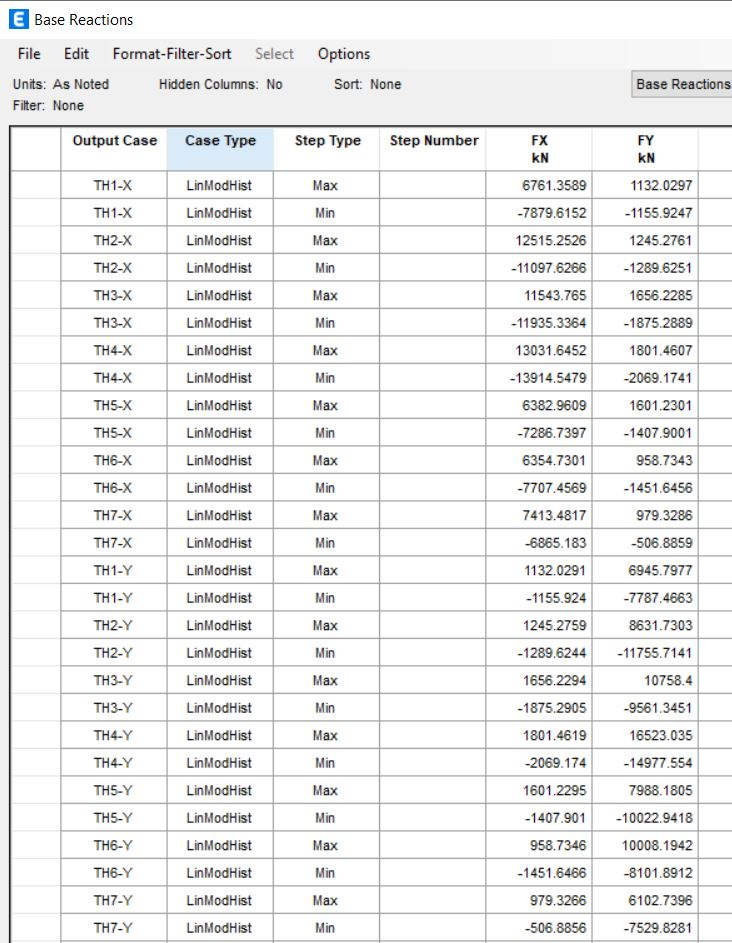 E Base Reactions
File Edit Format-Filter-Sort Select Options
Units: As Noted Hidden Columns: No Sort: None Base Reactions
Filter: None
Output Case Case Type Step Type Step Number FX kN FY kN
TH1-X LinModHist Max 6761.3589 1132.0297
TH1-X LinModHist Min -7879.6152 -1155.9247
TH2-X LinModHist Max 12515.2526 1245.2761
TH2-X LinModHist Min -11097.6266 -1289.6251
TH3-X LinModHist Max 11543.765 1656.2285
TH3-X LinModHist Min -11935.3364 -1875.2889
TH4-X LinModHist Max 13031.6452 1801.4607
TH4-X LinModHist Min -13914.5479 -2069.1741
TH5-X LinModHist Max 6382.9609 1601.2301
TH5-X LinModHist Min -7286.7397 -1407.9001
TH6-X LinModHist Max 6354.7301 958.7343
TH6-X LinModHist Min -7707.4569 -1451.6456
TH7-X LinModHist Max 7413.4817 979.3286
TH7-X LinModHist Min -6865.183 -506.8859
TH1-Y LinModHist Max 1132.0291 6945.7977
TH1-Y LinModHist Min -1155.924 -7787.4663
TH2-Y LinModHist Max 1245.2759 8631.7303
TH2-Y LinModHist Min -1289.6244 -11755.7141
TH3-Y LinModHist Max 1656.2294 10758.4
TH3-Y LinModHist Min -1875.2905 -9561.3451
TH4-Y LinModHist Max 1801.4619 16523.035
TH4-Y LinModHist Min -2069.174 -14977.554
TH5-Y LinModHist Max 1601.2295 7988.1805
TH5-Y LinModHist Min -1407.901 -10022.9418
TH6-Y LinModHist Max 958.7346 10008.1942
TH6-Y LinModHist Min -1451.6466 -8101.8912
TH7-Y LinModHist Max 979.3266 6102.7396
TH7-Y LinModHist Min -506.8856 -7529.8281